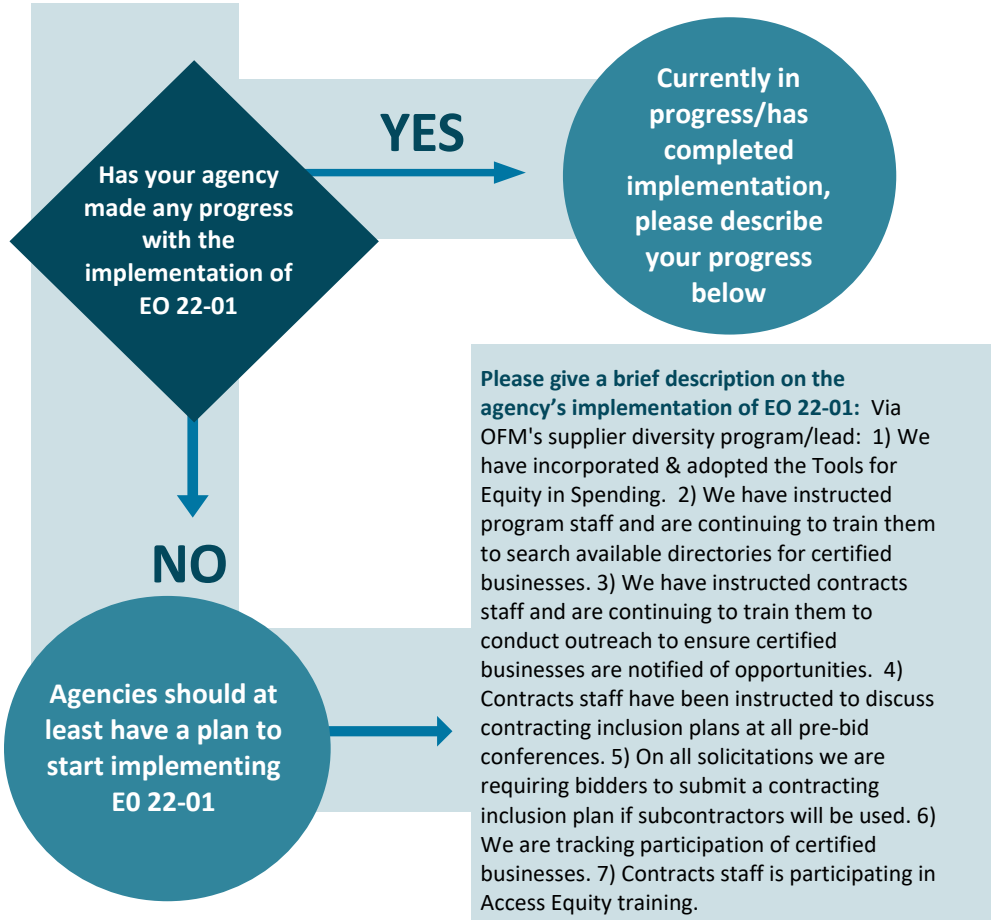 Has your agency
made any progress
with the
implementation of
EO 22-01
YES
Currently in
progress/has
completed
implementation,
please describe
your progress
below
NO
Agencies should at
least have a plan to
start implementing
E0 22-01
Please give a brief description on the
agency’s implementation of EO 22-01: Via
OFM's supplier diversity program/lead: 1) We
have incorporated & adopted the Tools for
Equity in Spending. 2) We have instructed
program staff and are continuing to train them
to search available directories for certified
businesses. 3) We have instructed contracts
staff and are continuing to train them to
conduct outreach to ensure certified
businesses are notified of opportunities. 4)
Contracts staff have been instructed to discuss
contracting inclusion plans at all pre-bid
conferences. 5) On all solicitations we are
requiring bidders to submit a contracting
inclusion plan if subcontractors will be used. 6)
We are tracking participation of certified
businesses. 7) Contracts staff is participating in
Access Equity training.